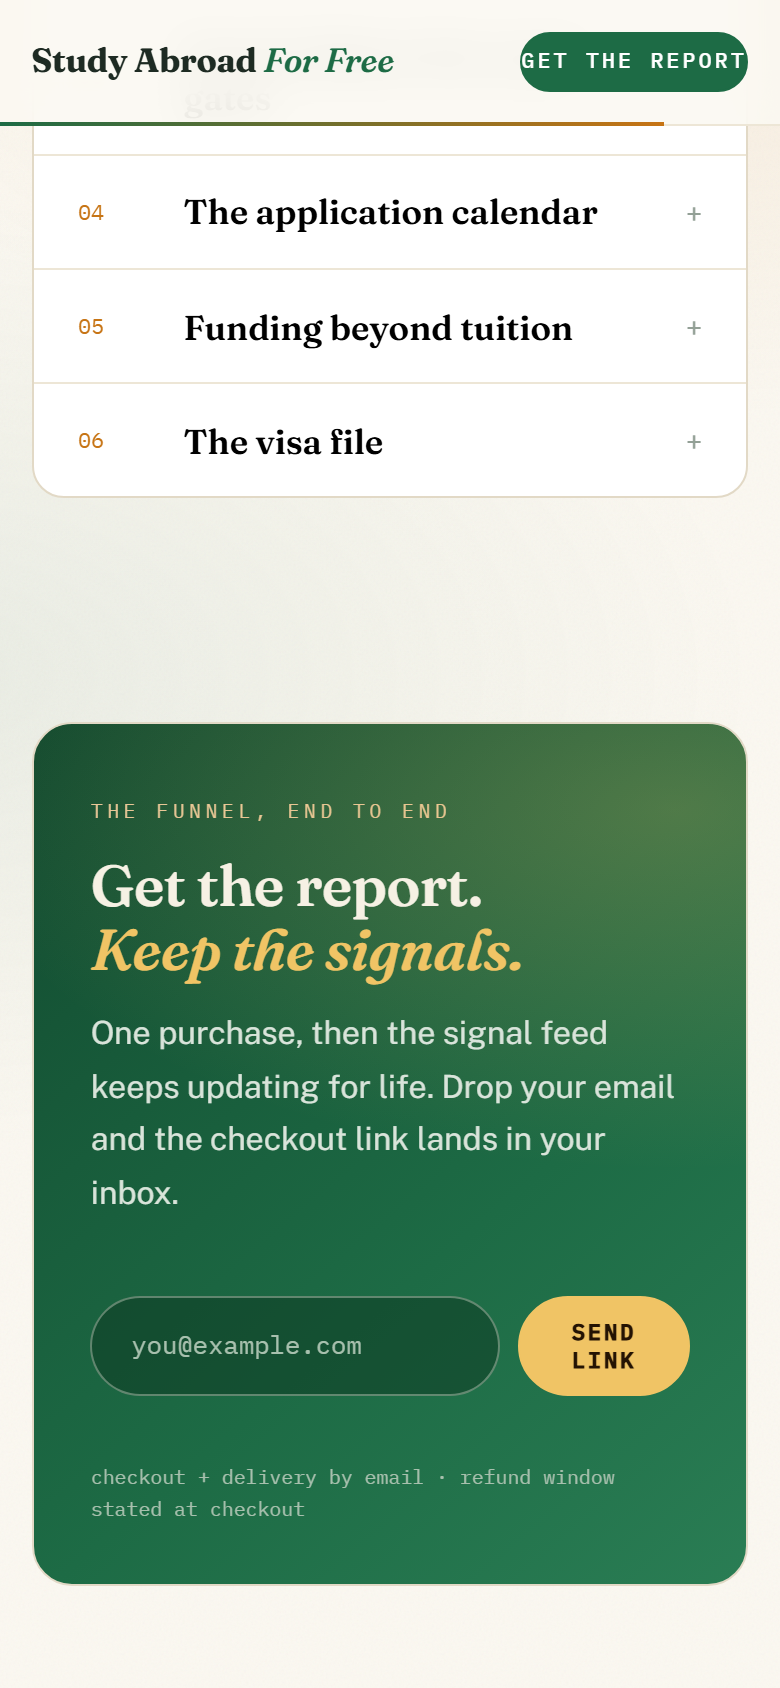 Study Abroad For Free
GET THE REPORT
gates
04 The application calendar +
05 Funding beyond tuition +
06 The visa file +
THE FUNNEL, END TO END
Get the report.
Keep the signals.
One purchase, then the signal feed
keeps updating for life. Drop your email
and the checkout link lands in your
inbox.
you@example.com
SEND
LINK
checkout + delivery by email · refund window
stated at checkout